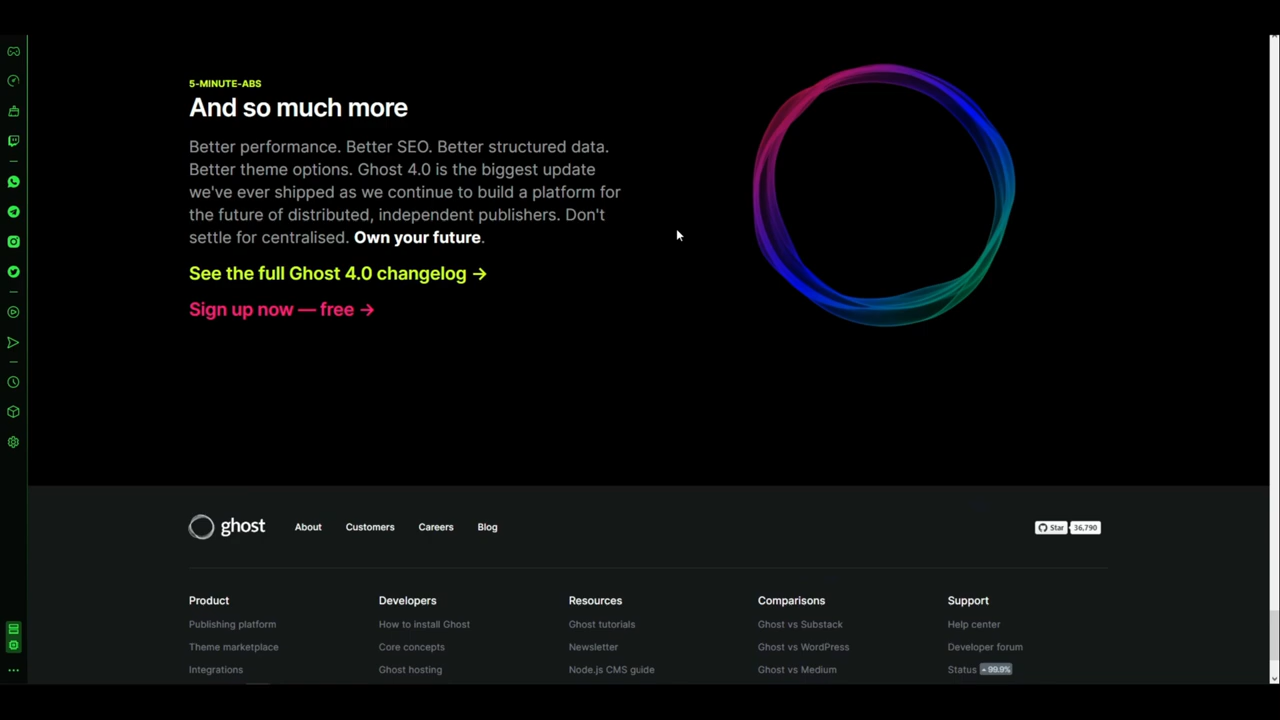 5-MINUTE-ABS
And so much more
Better performance. Better SEO. Better structured data.
Better theme options. Ghost 4.0 is the biggest update
we've ever shipped as we continue to build a platform for
the future of distributed, independent publishers. Don't
settle for centralised. Own your future.
See the full Ghost 4.0 changelog →
Sign up now — free →
ghost About Customers Careers Blog Star 36,790
Product Developers Resources Comparisons Support
Publishing platform How to install Ghost Ghost tutorials Ghost vs Substack Help center
Theme marketplace Core concepts Newsletter Ghost vs WordPress Developer forum
Integrations Ghost hosting Node.js CMS guide Ghost vs Medium Status 99.9%